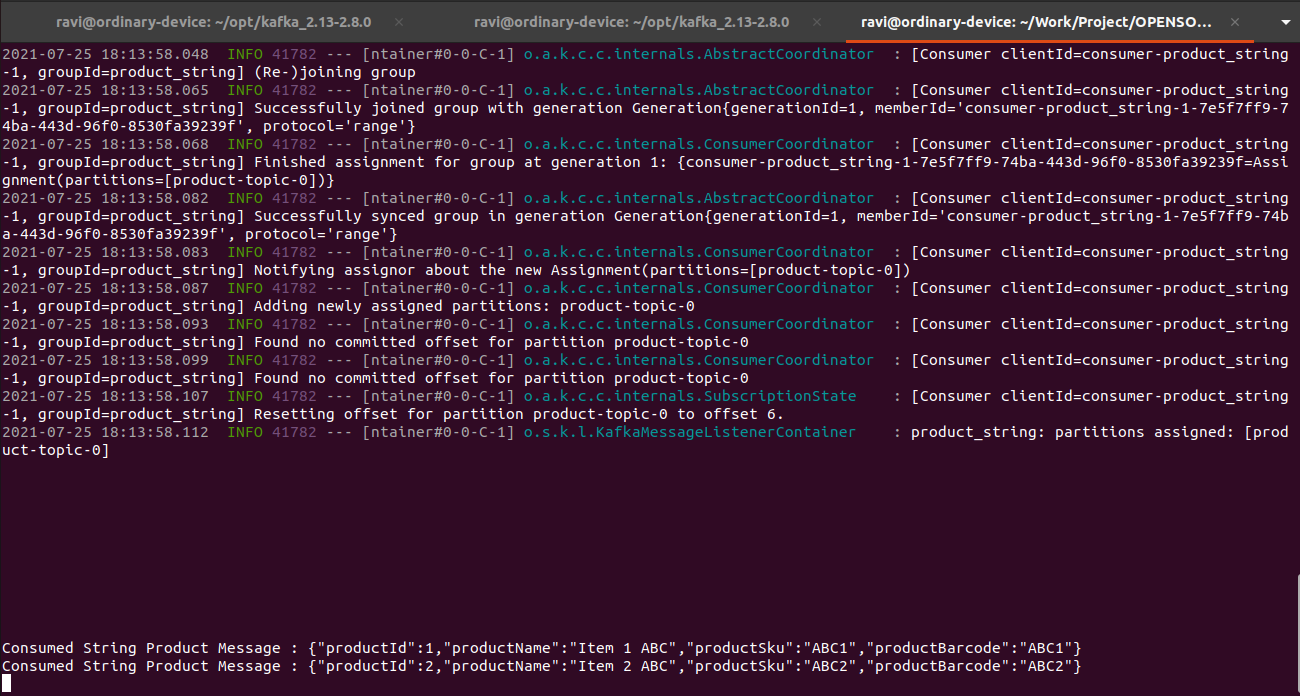 ravi@ordinary-device: ~/opt/kafka_2.13-2.8.0 × ravi@ordinary-device: ~/opt/kafka_2.13-2.8.0 × ravi@ordinary-device: ~/Work/Project/OPENSO... ×
2021-07-25 18:13:58.048  INFO 41782 --- [ntainer#0-0-C-1] o.a.k.c.c.internals.AbstractCoordinator  : [Consumer clientId=consumer-product_string
-1, groupId=product_string] (Re-)joining group
2021-07-25 18:13:58.065  INFO 41782 --- [ntainer#0-0-C-1] o.a.k.c.c.internals.AbstractCoordinator  : [Consumer clientId=consumer-product_string
-1, groupId=product_string] Successfully joined group with generation Generation{generationId=1, memberId='consumer-product_string-1-7e5f7ff9-7
4ba-443d-96f0-8530fa39239f', protocol='range'}
2021-07-25 18:13:58.068  INFO 41782 --- [ntainer#0-0-C-1] o.a.k.c.c.internals.ConsumerCoordinator  : [Consumer clientId=consumer-product_string
-1, groupId=product_string] Finished assignment for group at generation 1: {consumer-product_string-1-7e5f7ff9-74ba-443d-96f0-8530fa39239f=Assi
gnment(partitions=[product-topic-0])}
2021-07-25 18:13:58.082  INFO 41782 --- [ntainer#0-0-C-1] o.a.k.c.c.internals.AbstractCoordinator  : [Consumer clientId=consumer-product_string
-1, groupId=product_string] Successfully synced group in generation Generation{generationId=1, memberId='consumer-product_string-1-7e5f7ff9-74b
a-443d-96f0-8530fa39239f', protocol='range'}
2021-07-25 18:13:58.083  INFO 41782 --- [ntainer#0-0-C-1] o.a.k.c.c.internals.ConsumerCoordinator  : [Consumer clientId=consumer-product_string
-1, groupId=product_string] Notifying assignor about the new Assignment(partitions=[product-topic-0])
2021-07-25 18:13:58.087  INFO 41782 --- [ntainer#0-0-C-1] o.a.k.c.c.internals.ConsumerCoordinator  : [Consumer clientId=consumer-product_string
-1, groupId=product_string] Adding newly assigned partitions: product-topic-0
2021-07-25 18:13:58.093  INFO 41782 --- [ntainer#0-0-C-1] o.a.k.c.c.internals.ConsumerCoordinator  : [Consumer clientId=consumer-product_string
-1, groupId=product_string] Found no committed offset for partition product-topic-0
2021-07-25 18:13:58.099  INFO 41782 --- [ntainer#0-0-C-1] o.a.k.c.c.internals.ConsumerCoordinator  : [Consumer clientId=consumer-product_string
-1, groupId=product_string] Found no committed offset for partition product-topic-0
2021-07-25 18:13:58.107  INFO 41782 --- [ntainer#0-0-C-1] o.a.k.c.c.internals.SubscriptionState    : [Consumer clientId=consumer-product_string
-1, groupId=product_string] Resetting offset for partition product-topic-0 to offset 6.
2021-07-25 18:13:58.112  INFO 41782 --- [ntainer#0-0-C-1] o.s.k.l.KafkaMessageListenerContainer    : product_string: partitions assigned: [prod
uct-topic-0]
Consumed String Product Message : {"productId":1,"productName":"Item 1 ABC","productSku":"ABC1","productBarcode":"ABC1"}
Consumed String Product Message : {"productId":2,"productName":"Item 2 ABC","productSku":"ABC2","productBarcode":"ABC2"}